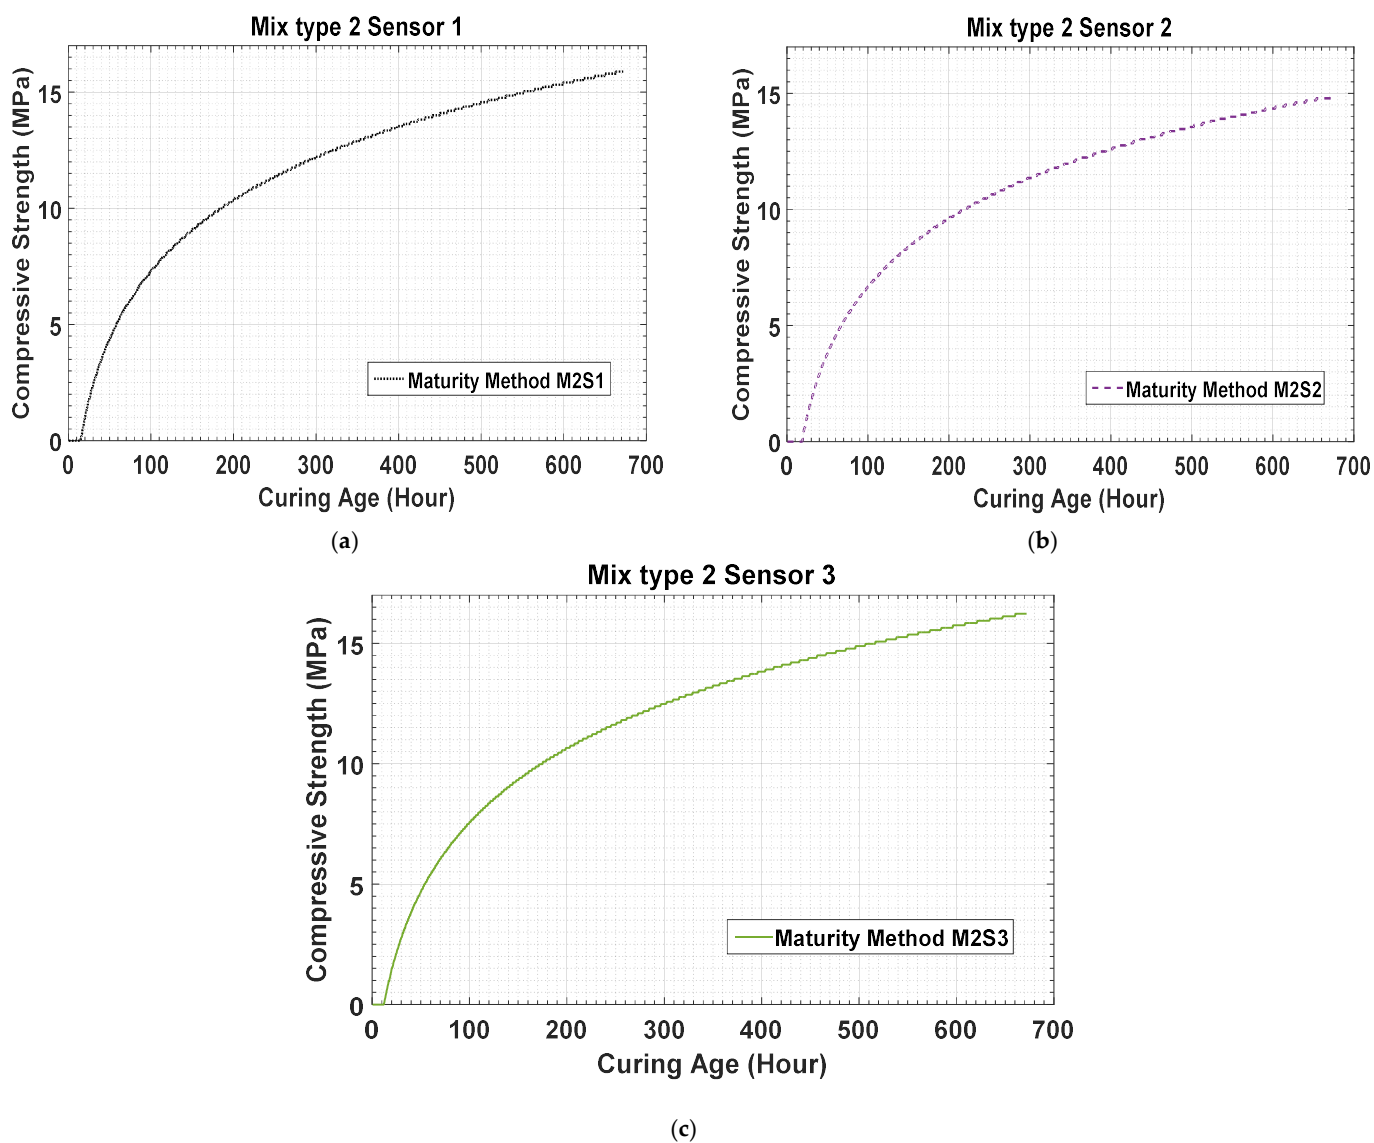 Mix type 2 Sensor 1
Compressive Strength (MPa)
15
10
5
0
0 100 200 300 400 500 600 700
Maturity Method M2S1
Curing Age (Hour)
(a)
Mix type 2 Sensor 2
Compressive Strength (MPa)
15
10
5
0
0 100 200 300 400 500 600 700
Maturity Method M2S2
Curing Age (Hour)
(b)
Mix type 2 Sensor 3
Compressive Strength (MPa)
15
10
5
0
0 100 200 300 400 500 600 700
Maturity Method M2S3
Curing Age (Hour)
(c)